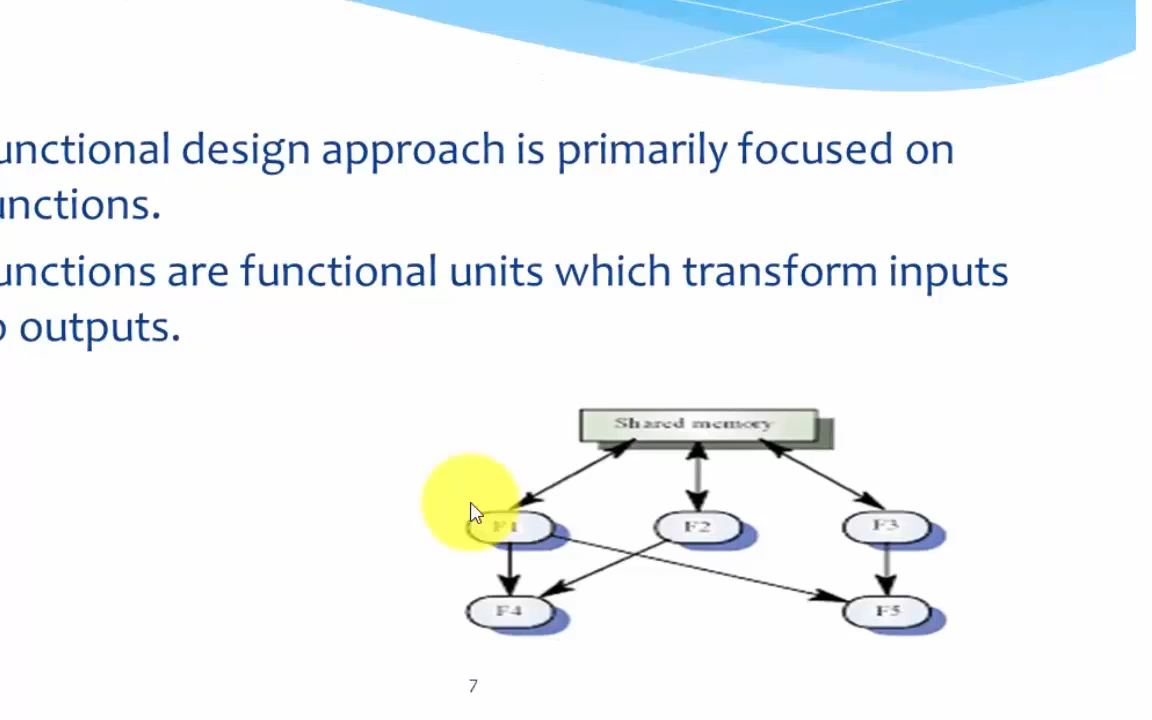 unctional design approach is primarily focused on
unctions.
unctions are functional units which transform inputs
o outputs.
Shared memory
F1 F2 F3
F4 F5
7